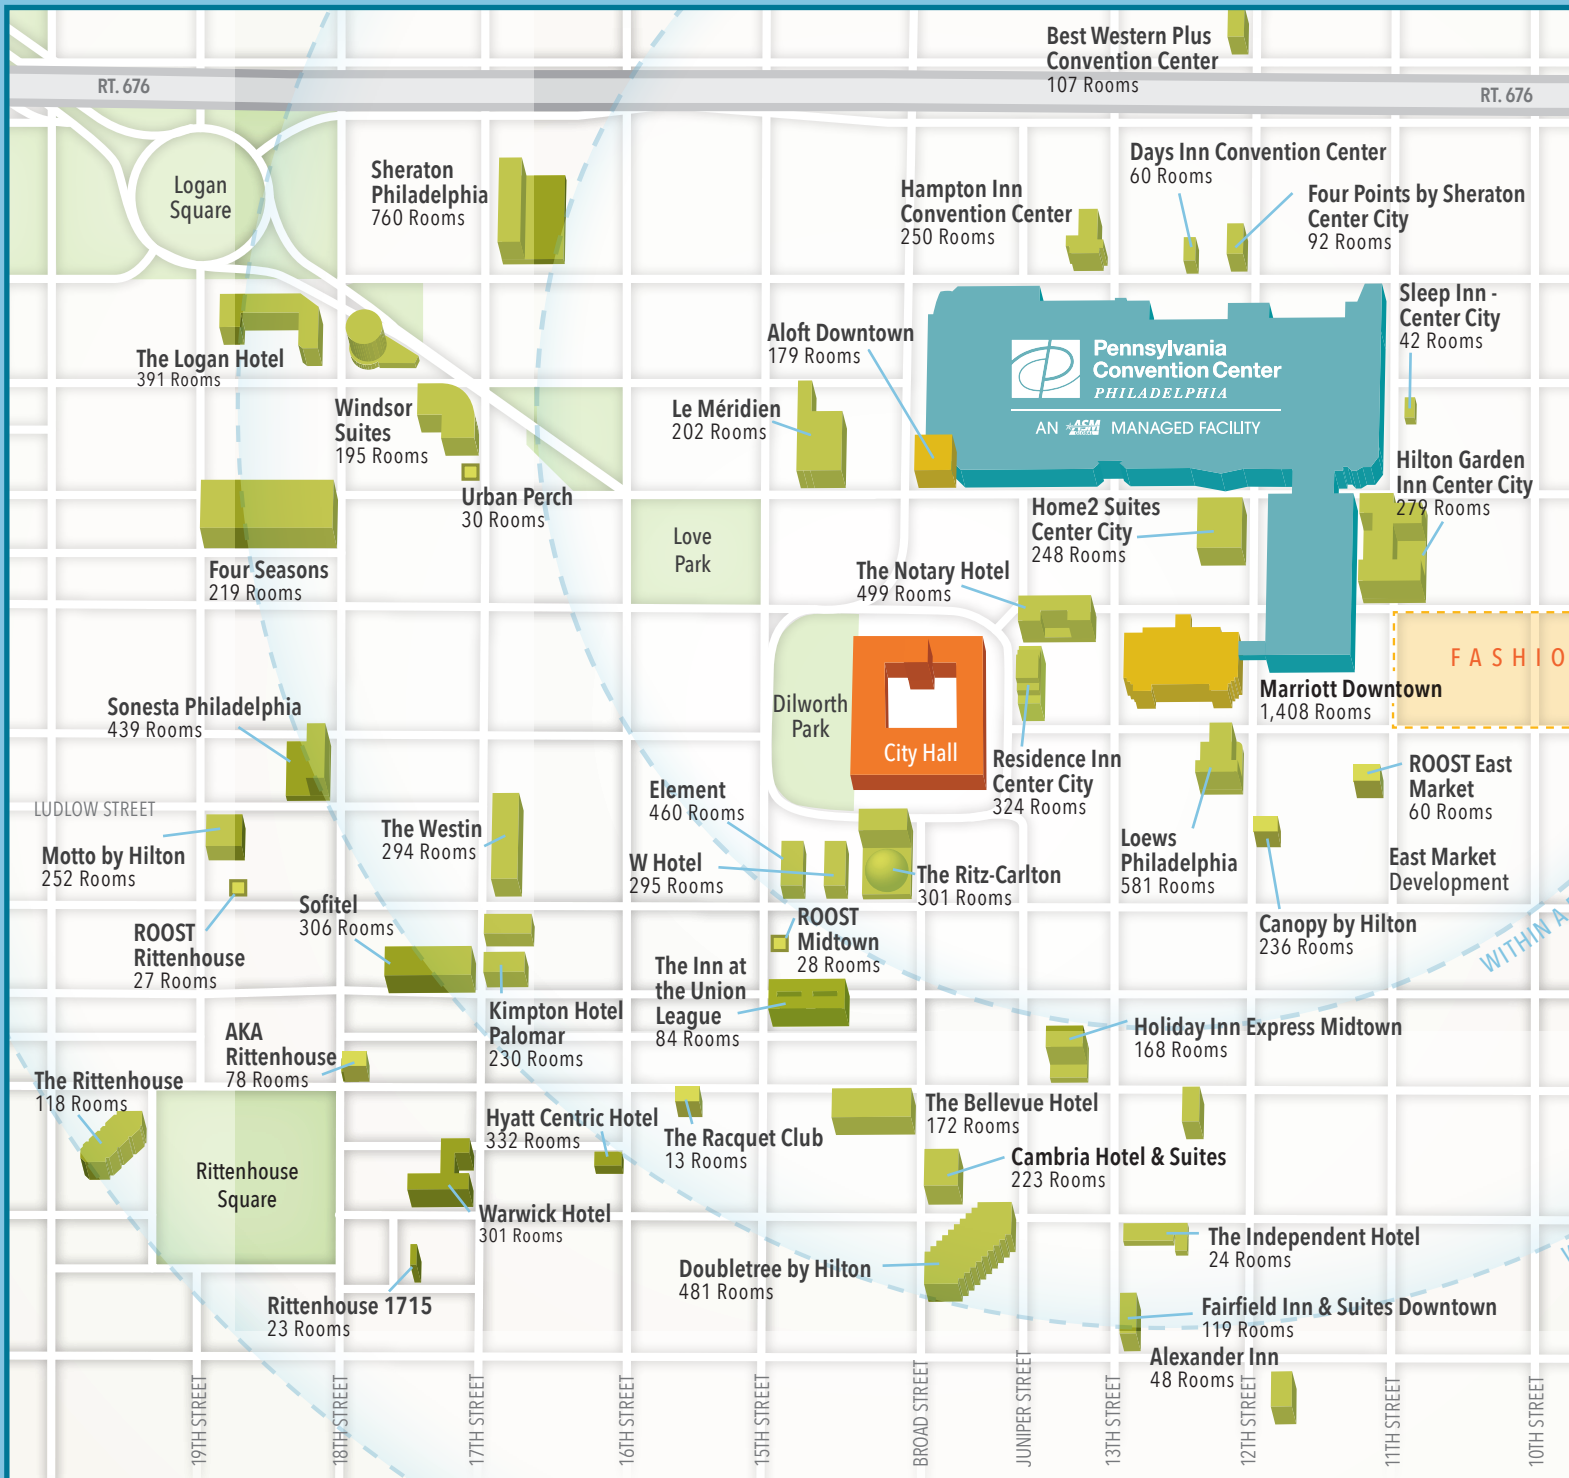 Best Western Plus
Convention Center
107 Rooms
RT. 676
RT. 676
Days Inn Convention Center
60 Rooms
Sheraton
Philadelphia
760 Rooms
Logan
Square
Hampton Inn
Convention Center
250 Rooms
Four Points by Sheraton
Center City
92 Rooms
Sleep Inn -
Center City
42 Rooms
Aloft Downtown
179 Rooms
Pennsylvania
Convention Center
PHILADELPHIA
AN ASM MANAGED FACILITY
The Logan Hotel
391 Rooms
Windsor
Suites
195 Rooms
Le Méridien
202 Rooms
Hilton Garden
Inn Center City
279 Rooms
Urban Perch
30 Rooms
Home2 Suites
Center City
248 Rooms
Love
Park
Four Seasons
219 Rooms
The Notary Hotel
499 Rooms
FASHIO
Marriott Downtown
1,408 Rooms
Sonesta Philadelphia
439 Rooms
Dilworth
Park
City Hall
Residence Inn
Center City
324 Rooms
ROOST East
Market
60 Rooms
LUDLOW STREET
Element
460 Rooms
The Westin
294 Rooms
Motto by Hilton
252 Rooms
W Hotel
295 Rooms
The Ritz-Carlton
301 Rooms
Loews
Philadelphia
581 Rooms
East Market
Development
Sofitel
306 Rooms
ROOST
Midtown
28 Rooms
Canopy by Hilton
236 Rooms
WITHIN A
ROOST
Rittenhouse
27 Rooms
The Inn at
the Union
League
84 Rooms
Kimpton Hotel
Palomar
230 Rooms
AKA
Rittenhouse
78 Rooms
Holiday Inn Express Midtown
168 Rooms
The Rittenhouse
118 Rooms
Hyatt Centric Hotel
332 Rooms
The Racquet Club
13 Rooms
The Bellevue Hotel
172 Rooms
Rittenhouse
Square
Cambria Hotel & Suites
223 Rooms
Warwick Hotel
301 Rooms
The Independent Hotel
24 Rooms
Doubletree by Hilton
481 Rooms
Rittenhouse 1715
23 Rooms
Fairfield Inn & Suites Downtown
119 Rooms
Alexander Inn
48 Rooms
19TH STREET
18TH STREET
17TH STREET
16TH STREET
15TH STREET
BROAD STREET
JUNIPER STREET
13TH STREET
12TH STREET
11TH STREET
10TH STREET